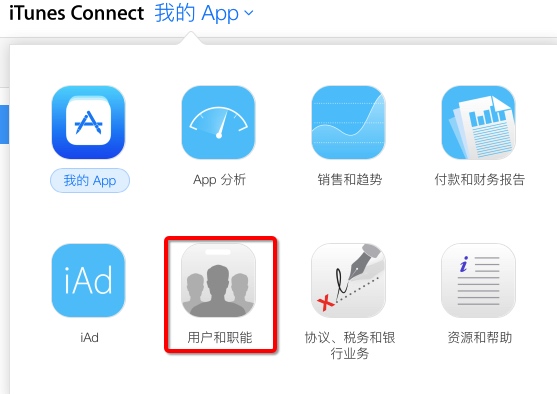 iTunes Connect 我的 App
我的 App
App 分析
销售和趋势
付款和财务报告
iAd
iAd
用户和职能
协议、税务和银
行业务
资源和帮助